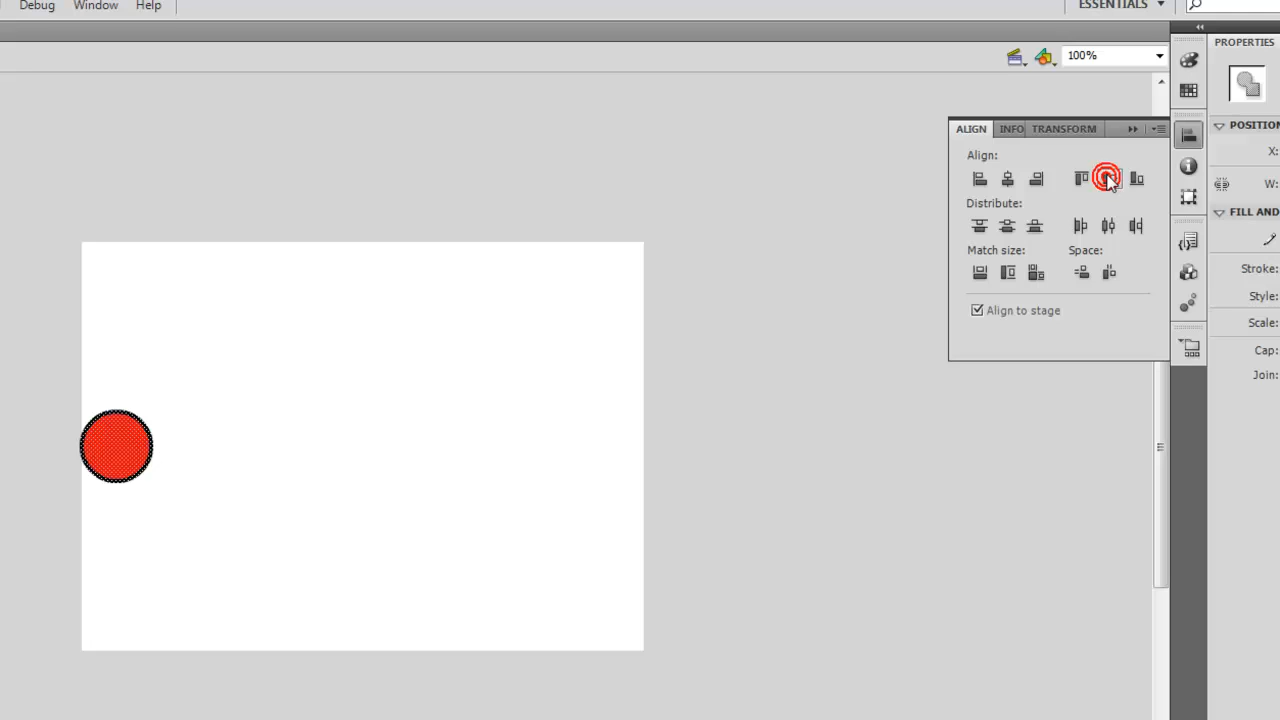 Debug Window Help ESSENTIALS
100%
PROPERTIES
ALIGN INFO TRANSFORM
Align:
Distribute:
Match size: Space:
Align to stage
POSITION
X:
W:
FILL AND
Stroke:
Style:
Scale:
Cap:
Join: